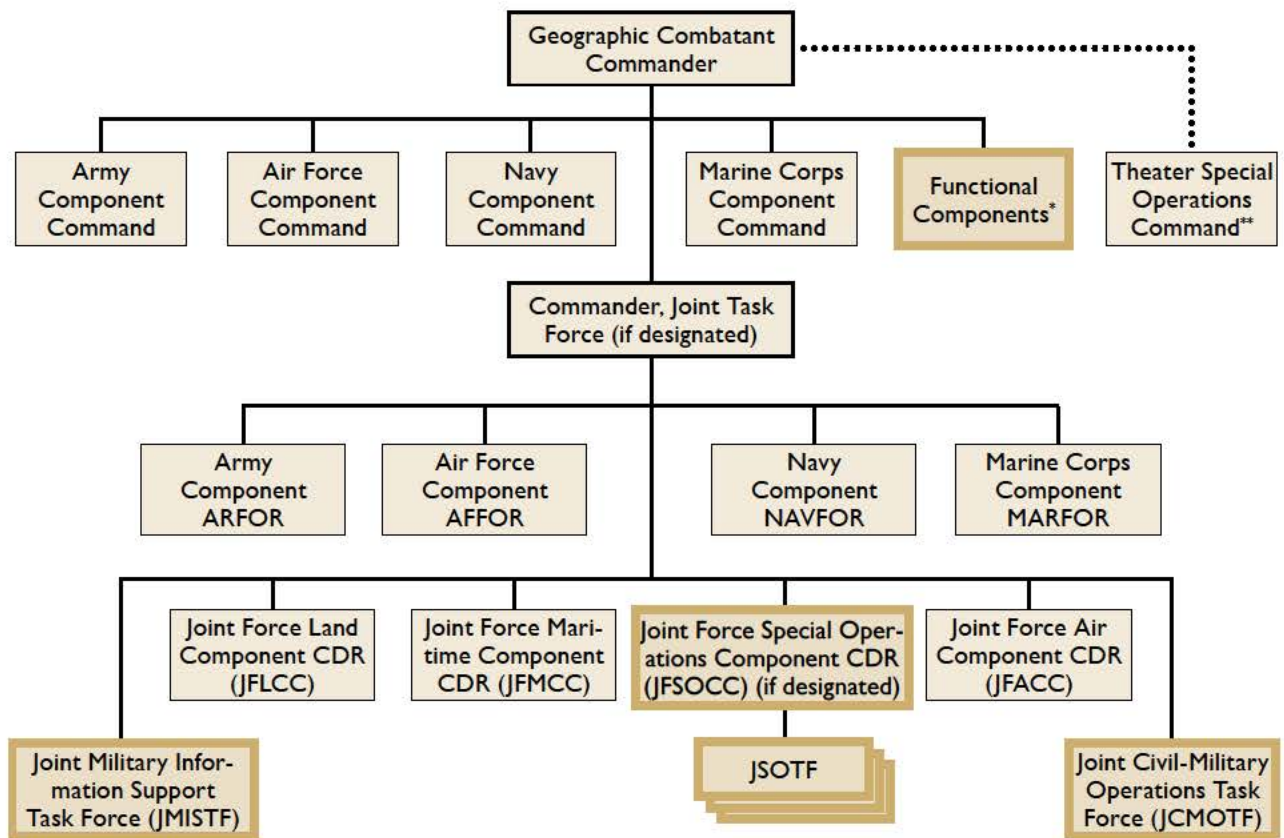 Geographic Combatant
Commander
Army
Component
Command
Air Force
Component
Command
Navy
Component
Command
Marine Corps
Component
Command
Functional
Components*
Theater Special
Operations
Command**
Commander, Joint Task
Force (if designated)
Army
Component
ARFOR
Air Force
Component
AFFOR
Navy
Component
NAVFOR
Marine Corps
Component
MARFOR
Joint Force Land
Component CDR
(JFLCC)
Joint Force Mari-
time Component
CDR (JFMCC)
Joint Force Special Oper-
ations Component CDR
(JFSOCC) (if designated)
Joint Force Air
Component CDR
(JFACC)
Joint Military Infor-
mation Support
Task Force (JMISTF)
JSOTF
Joint Civil-Military
Operations Task
Force (JCMOTF)